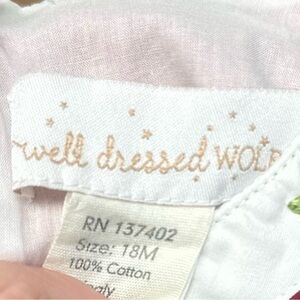 well dressed WOLF
RN 137402
Size: 18M
100% Cotton